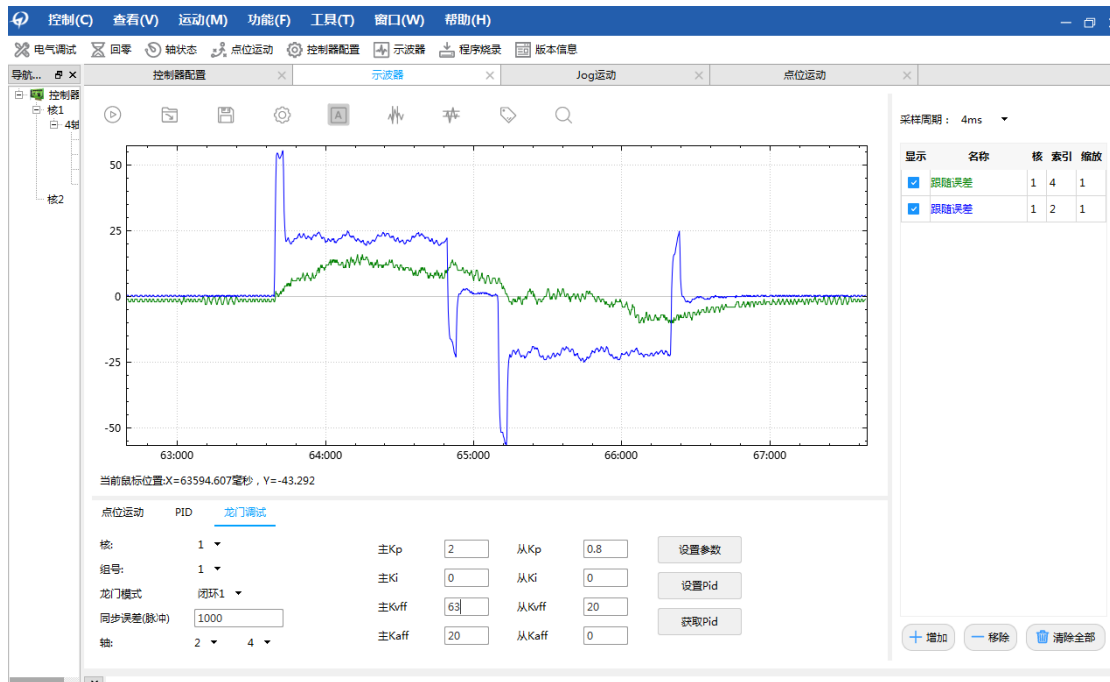 控制(C) 查看(V) 运动(M) 功能(F) 工具(T) 窗口(W) 帮助(H)
电气调试 回零 轴状态 点位运动 控制器配置 示波器 程序烧录 版本信息
导航... 控制器配置 示波器 Jog运动 点位运动
控制器
核1
4轴
核2
A
采样周期: 4ms
显示 名称 核 索引 缩放
跟随误差 1 4 1
跟随误差 1 2 1
50
25
0
-25
-50
63:000 64:000 65:000 66:000 67:000
当前鼠标位置:X=63594.607毫秒,Y=-43.292
点位运动 PID 龙门调试
核: 1 主Kp 2 从Kp 0.8 设置参数
组号: 1 主Ki 0 从Ki 0 设置Pid
龙门模式 闭环1 主Kvff 63 从Kvff 20 获取Pid
同步误差(脉冲) 1000
轴: 2 4 主Kaff 20 从Kaff 0
增加 移除 清除全部